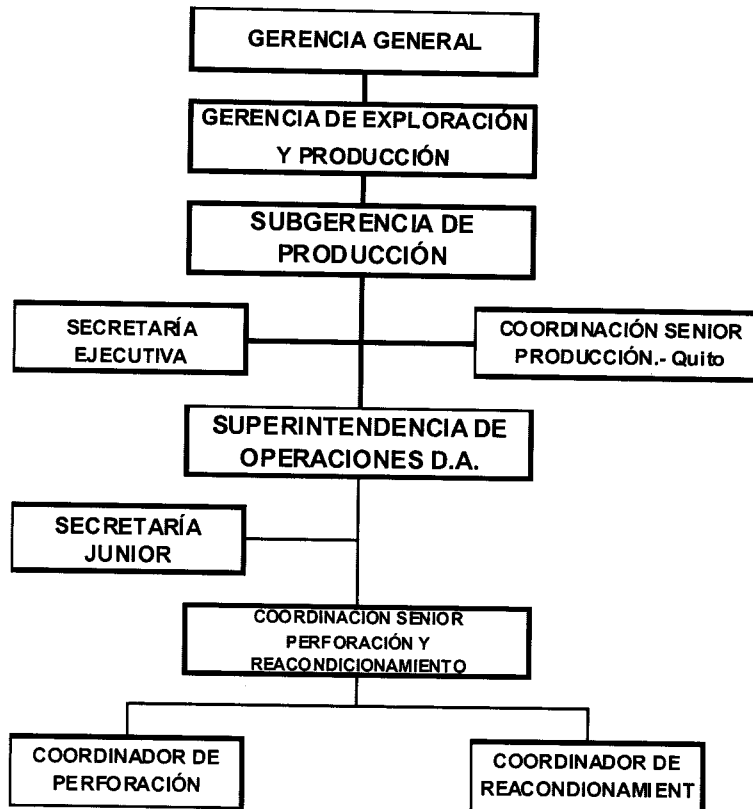 GERENCIA GENERAL
GERENCIA DE EXPLORACIÓN
Y PRODUCCIÓN
SUBGERENCIA DE
PRODUCCIÓN
SECRETARÍA
EJECUTIVA
COORDINACIÓN SENIOR
PRODUCCIÓN.- Quito
SUPERINTENDENCIA DE
OPERACIONES D.A.
SECRETARÍA
JUNIOR
COORDINACION SENIOR
PERFORACIÓN Y
REACONDICIONAMIENTO
COORDINADOR DE
PERFORACIÓN
COORDINADOR DE
REACONDIONAMIENT